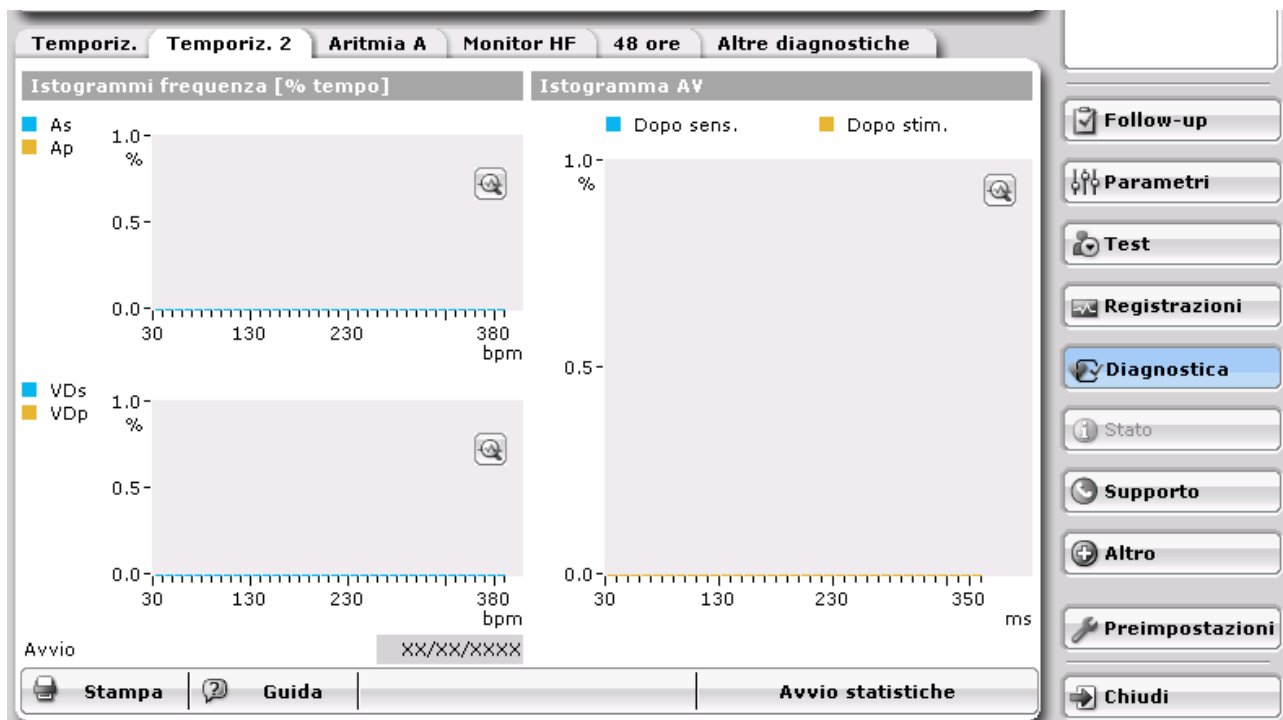 Temporiz. Temporiz. 2 Aritmia A Monitor HF 48 ore Altre diagnostiche
Istogrammi frequenza [% tempo]
As
Ap
1.0
%
0.5
0.0
30 130 230 380
bpm
VDs
VDp
1.0
%
0.5
0.0
30 130 230 380
bpm
Avvio XX/XX/XXXX
Istogramma AV
Dopo sens. Dopo stim.
1.0
%
0.5
0.0
30 130 230 350
ms
Stampa Guida Avvio statistiche
Follow-up
Parametri
Test
Registrazioni
Diagnostica
Stato
Supporto
Altro
Preimpostazioni
Chiudi